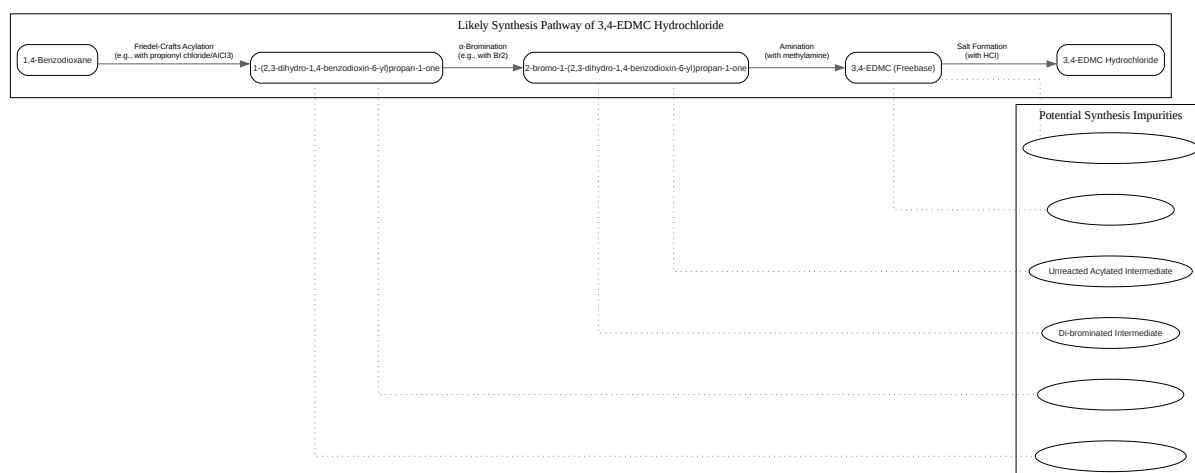 Likely Synthesis Pathway of 3,4-EDMC Hydrochloride
1,4-Benzodioxane
Friedel-Crafts Acylation
(e.g., with propionyl chloride/AlCl3)
1-(2,3-dihydro-1,4-benzodioxin-6-yl)propan-1-one
α-Bromination
(e.g., with Br2)
2-bromo-1-(2,3-dihydro-1,4-benzodioxin-6-yl)propan-1-one
Amination
(with methylamine)
3,4-EDMC (Freebase)
Salt Formation
(with HCl)
3,4-EDMC Hydrochloride
Potential Synthesis Impurities
Unreacted Acylated Intermediate
Di-brominated Intermediate